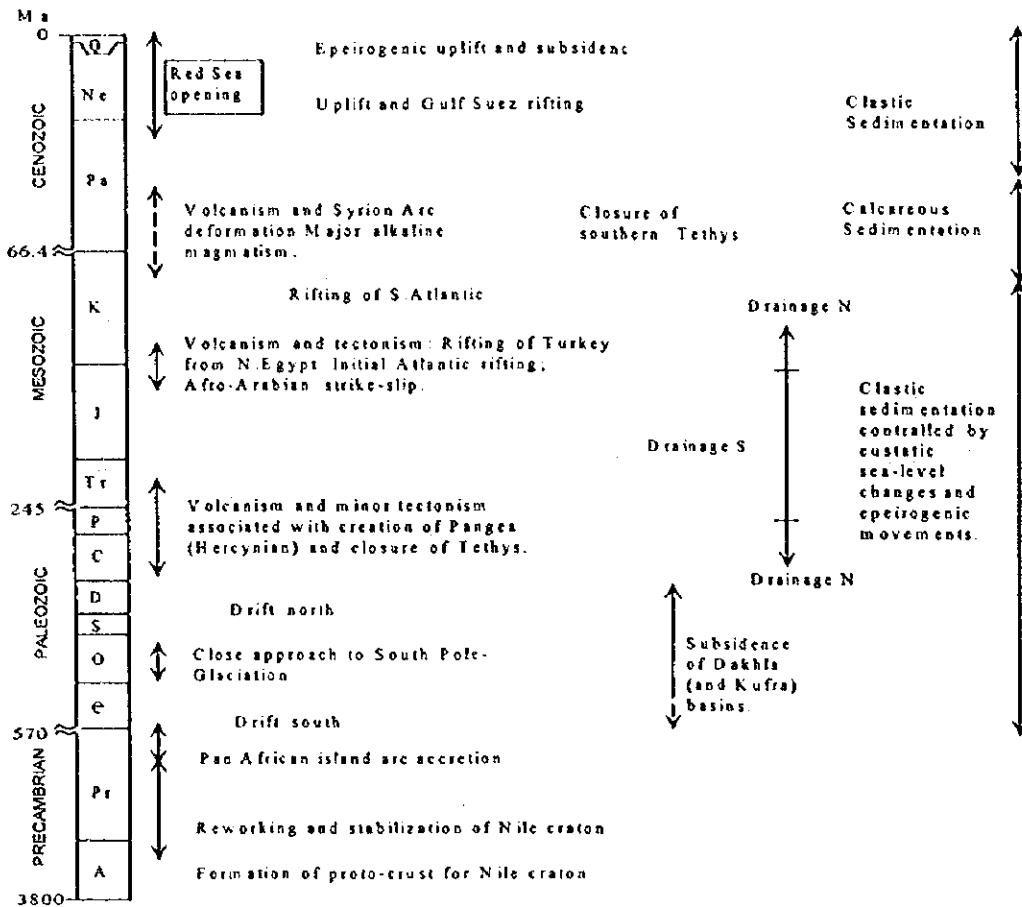 Ma
0
Q
Ne
Pa
66.4
K
J
Tr
245
P
C
D
S
O
e
570
Pr
A
3800
CENOZOIC
MESOZOIC
PALEOZOIC
PRECAMBRIAN
Epeirogenic uplift and subsidenc
Red Sea
opening
Uplift and Gulf Suez rifting
Clastic
Sedimentation
Volcanism and Syrion Arc
deformation Major alkaline
magmatism.
Closure of
southern Tethys
Calcareous
Sedimentation
Rifting of S.Atlantic
Drainage N
Volcanism and tectonism: Rifting of Turkey
from N.Egypt Initial Atlantic rifting;
Afro-Arabian strike-slip.
Drainage S
Clastic
sedimentation
controlled by
eustatic
sea-level
changes and
epeirogenic
movements.
Volcanism and minor tectonism
associated with creation of Pangea
(Hercynian) and closure of Tethys.
Drainage N
Drift north
Close approach to South Pole-
Glaciation
Subsidence
of Dakhla
(and Kufra)
basins.
Drift south
Pan African island arc accretion
Reworking and stabilization of Nile craton
Formation of proto-crust for Nile craton